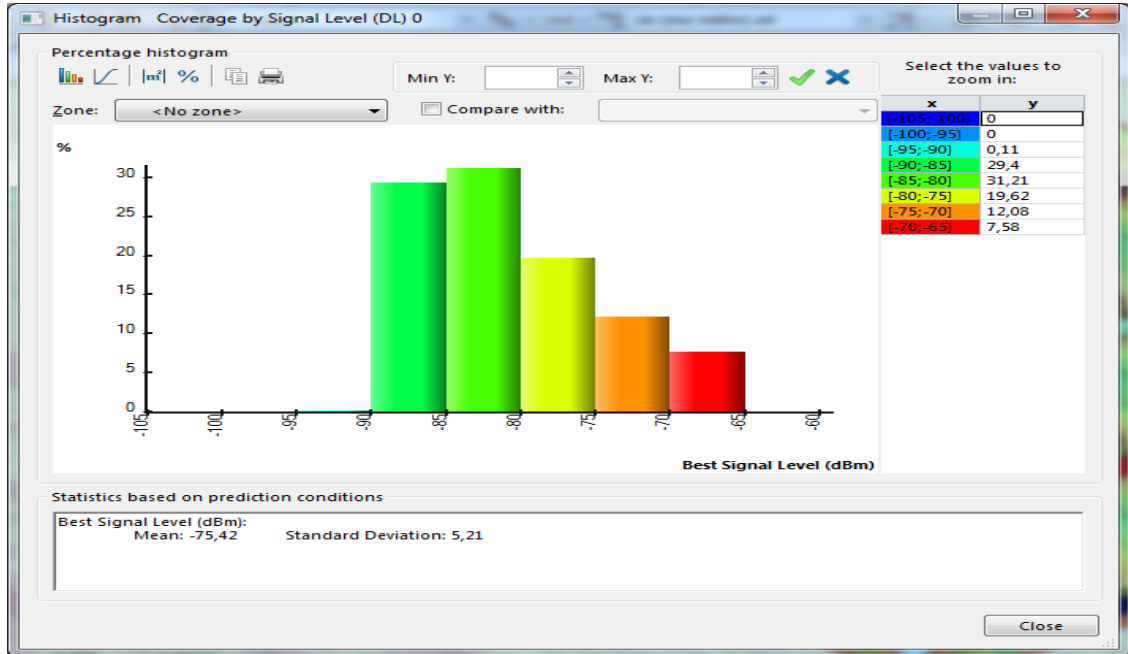 Histogram Coverage by Signal Level (DL) 0
Percentage histogram
|m²| %
Min Y: Max Y:
Select the values to
zoom in:
Zone: <No zone> Compare with:
x y
[-105;-100] 0
[-100;-95] 0
[-95;-90] 0,11
[-90;-85] 29,4
[-85;-80] 31,21
[-80;-75] 19,62
[-75;-70] 12,08
[-70;-65] 7,58
%
30
25
20
15
10
5
0
-105 -100 -95 -90 -85 -80 -75 -70 -65 -60
Best Signal Level (dBm)
Statistics based on prediction conditions
Best Signal Level (dBm):
Mean: -75,42 Standard Deviation: 5,21
Close